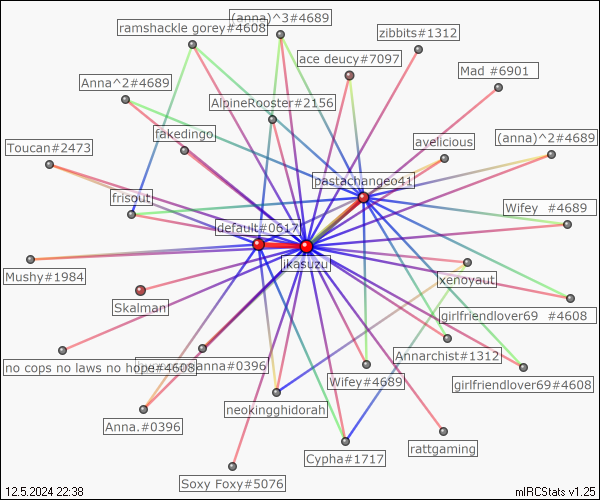 (anna)^3#4689
ramshackle gorey#4608
zibbits#1312
ace deucy#7097
Mad #6901
Anna^2#4689
AlpineRooster#2156
fakedingo
avelicious
(anna)^2#4689
Toucan#2473
pastachangeo41
frisout
Wifey #4689
default#0617
jikasuzu
Mushy#1984
xenoyaut
Skalman
girlfriendlover69 #4608
Annarchist#1312
no cops no laws no hope#4608
anna#0396
Wifey#4689
girlfriendlover69#4608
neokingghidorah
Anna.#0396
rattgaming
Cypha#1717
Soxy Foxy#5076
12.5.2024 22:38
mIRCStats v1.25